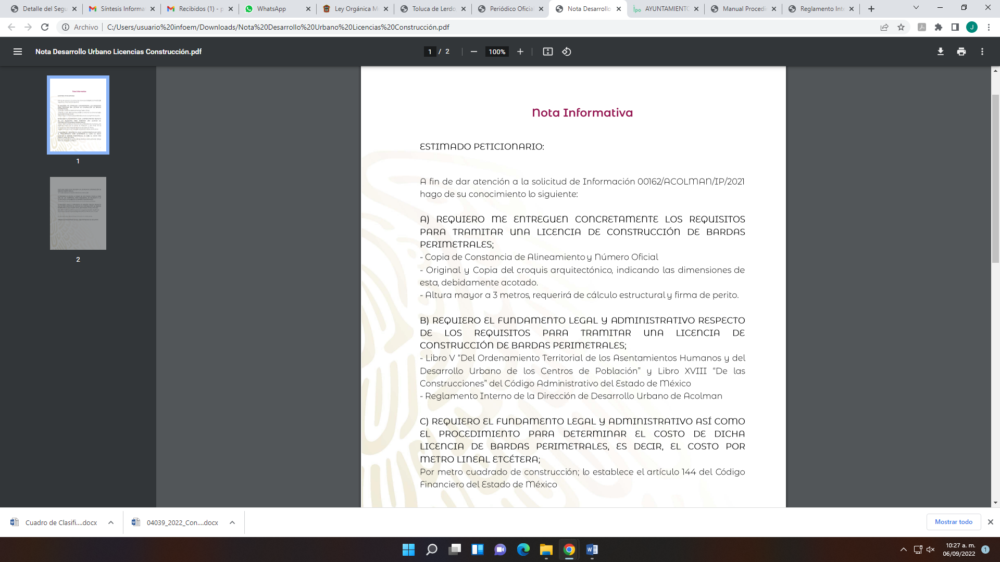 Detalle del Segu
Síntesis Informa
Recibidos (1) - p
WhatsApp
Ley Orgánica M
Toluca de Lerdo
Periódico Oficia
Nota Desarrollo
AYUNTAMIENTO
Manual Procedi
Reglamento Inte
Archivo
C:/Users/usuario%20infoem/Downloads/Nota%20Desarrollo%20Urbano%20Licencias%20Construcción.pdf
J
Nota Desarrollo Urbano Licencias Construcción.pdf
1 / 2
100%
1
2
Nota Informativa
ESTIMADO PETICIONARIO:
A fin de dar atención a la solicitud de Información 00162/ACOLMAN/IP/2021
hago de su conocimiento lo siguiente:
A) REQUIERO ME ENTREGUEN CONCRETAMENTE LOS REQUISITOS
PARA TRAMITAR UNA LICENCIA DE CONSTRUCCIÓN DE BARDAS
PERIMETRALES;
- Copia de Constancia de Alineamiento y Número Oficial
- Original y Copia del croquis arquitectónico, indicando las dimensiones de
esta, debidamente acotado.
- Altura mayor a 3 metros, requerirá de cálculo estructural y firma de perito.
B) REQUIERO EL FUNDAMENTO LEGAL Y ADMINISTRATIVO RESPECTO
DE LOS REQUISITOS PARA TRAMITAR UNA LICENCIA DE
CONSTRUCCIÓN DE BARDAS PERIMETRALES;
- Libro V “Del Ordenamiento Territorial de los Asentamientos Humanos y del
Desarrollo Urbano de los Centros de Población” y Libro XVIII “De las
Construcciones” del Código Administrativo del Estado de México
- Reglamento Interno de la Dirección de Desarrollo Urbano de Acolman
C) REQUIERO EL FUNDAMENTO LEGAL Y ADMINISTRATIVO ASÍ COMO
EL PROCEDIMIENTO PARA DETERMINAR EL COSTO DE DICHA
LICENCIA DE BARDAS PERIMETRALES, ES DECIR, EL COSTO POR
METRO LINEAL ETCÉTERA;
Por metro cuadrado de construcción; lo establece el artículo 144 del Código
Financiero del Estado de México
Cuadro de Clasifi....docx
04039_2022_Con....docx
Mostrar todo
10:27 a. m.
06/09/2022
1